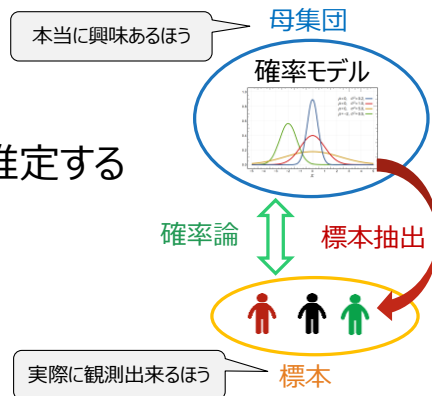 母集団
本当に興味あるほう
確率モデル
推定する
確率論
標本抽出
実際に観測出来るほう
標本